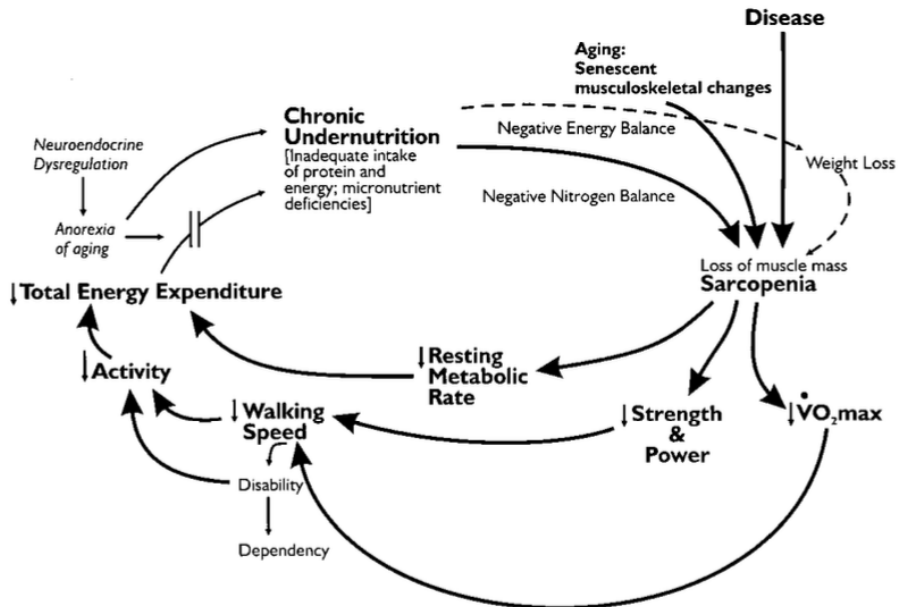 Disease
Aging:
Senescent
musculoskeletal changes
Chronic
Undernutrition
[Inadequate intake
of protein and
energy; micronutrient
deficiencies]
Negative Energy Balance
Weight Loss
Negative Nitrogen Balance
Neuroendocrine
Dysregulation
Anorexia
of aging
Loss of muscle mass
Sarcopenia
↓Total Energy Expenditure
↓Activity
↓Resting
Metabolic
Rate
↓Walking
Speed
↓Strength
&
Power
↓V̇O₂max
Disability
Dependency